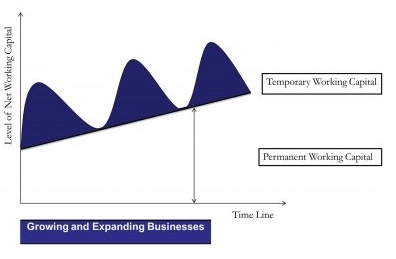 Level of Net Working Capital
Temporary Working Capital
Permanent Working Capital
Time Line
Growing and Expanding Businesses